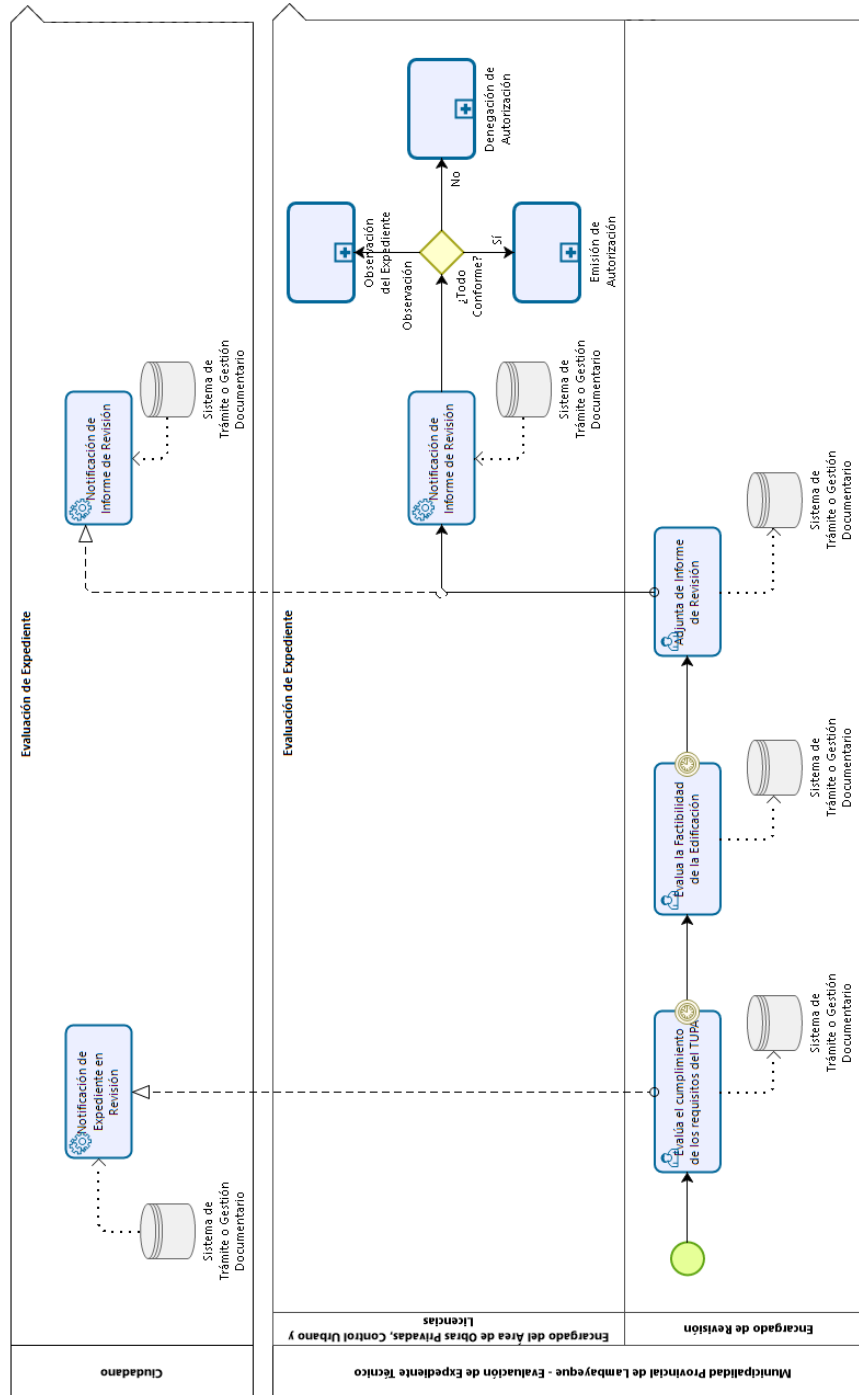 Evaluación de Expediente
Ciudadano
Notificación de
Expediente en
Revisión
Sistema de
Trámite o Gestión
Documentario
Notificación de
Informe de Revisión
Sistema de
Trámite o Gestión
Documentario
Evaluación de Expediente
Municipalidad Provincial de Lambayeque - Evaluación de Expediente Técnico
Encargado del Área de Obras Privadas, Control Urbano y
Licencias
Notificación de
Informe de Revisión
Sistema de
Trámite o Gestión
Documentario
¿Todo
Conforme?
Observación
Observación
del Expediente
No
Denegación de
Autorización
Sí
Emisión de
Autorización
Encargado de Revisión
Evalúa el cumplimiento
de los requisitos del TUPA
Sistema de
Trámite o Gestión
Documentario
Evalua la Factibilidad
de la Edificación
Sistema de
Trámite o Gestión
Documentario
Adjunta de Informe
de Revisión
Sistema de
Trámite o Gestión
Documentario